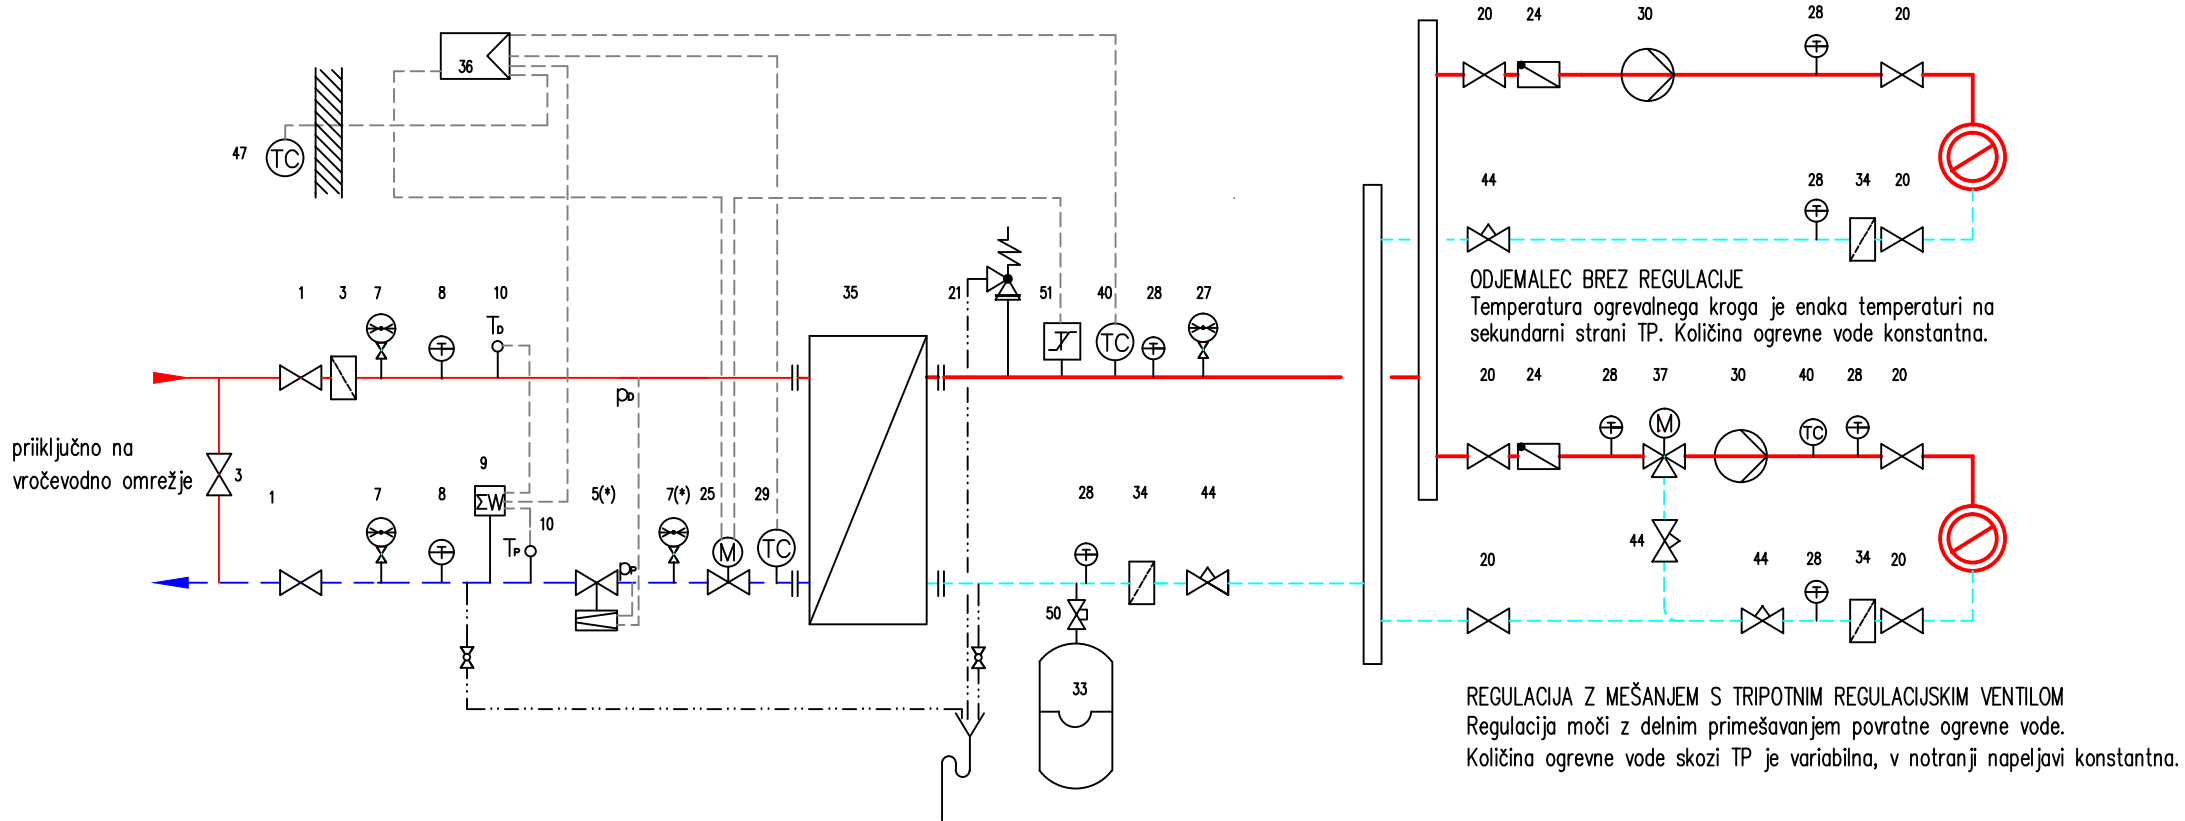 20 24 30 28 20
36
47 TC
44 28 34 20
ODJEMALEC BREZ REGULACIJE
Temperatura ogrevalnega kroga je enaka temperaturi na
sekundarni strani TP. Količina ogrevne vode konstantna.
1 3 7 8 10 35 21 51 40 28 27
TD
T TC T
pD
20 24 28 37 30 40 28 20
T M TC T
priključno na
vročevodno omrežje
3
1 7 8 9 10 5(*) 7(*) 25 29 28 34 44
ΣW
T TP pP M TC T
44
20 44 28 34 20
50
33
REGULACIJA Z MEŠANJEM S TRIPOTNIM REGULACIJSKIM VENTILOM
Regulacija moči z delnim primešavanjem povratne ogrevne vode.
Količina ogrevne vode skozi TP je variabilna, v notranji napeljavi konstantna.